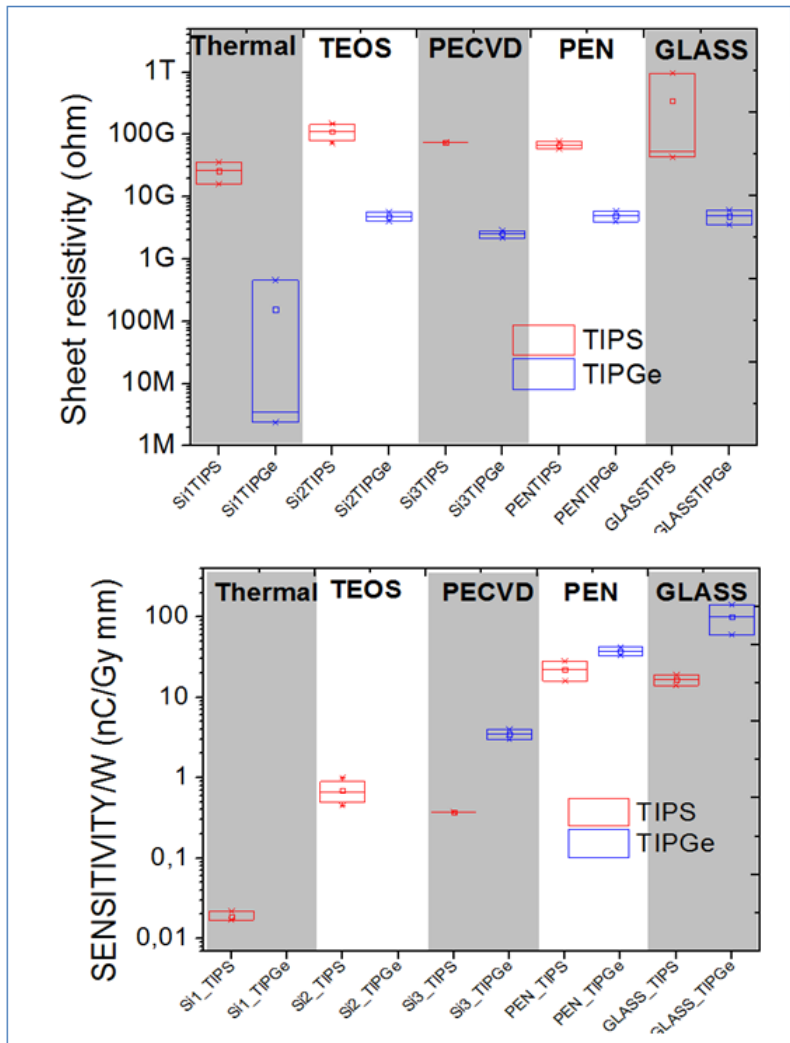 Thermal TEOS PECVD PEN GLASS
Sheet resistivity (ohm)
1T
100G
10G
1G
100M
10M
1M
TIPS
TIPGe
Si1TIPS
Si1TIPGe
Si2TIPS
Si2TIPGe
Si3TIPS
Si3TIPGe
PENTIPS
PENTIPGe
GLASSTIPS
GLASSTIPGe
Thermal TEOS PECVD PEN GLASS
SENSITIVITY/W (nC/Gy mm)
100
10
1
0,1
0,01
TIPS
TIPGe
Si1_TIPS
Si1_TIPGe
Si2_TIPS
Si2_TIPGe
Si3_TIPS
Si3_TIPGe
PEN_TIPS
PEN_TIPGe
GLASS_TIPS
GLASS_TIPGe